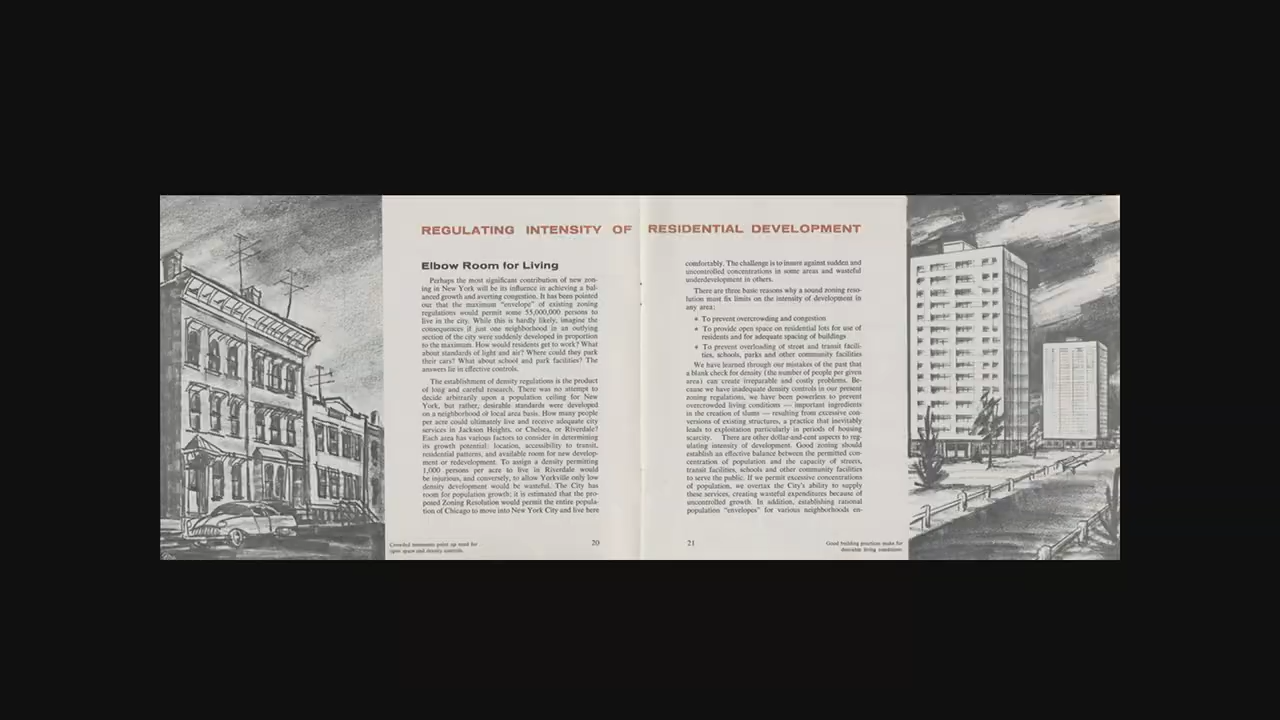 REGULATING INTENSITY OF RESIDENTIAL DEVELOPMENT
Elbow Room for Living
Perhaps the most significant contribution of new zon-
ing in New York will be its influence in achieving a bal-
anced growth and averting congestion. It has been pointed
out that the maximum "envelope" of existing zoning
regulations would permit some 55,000,000 persons to
live in the city. While this is hardly likely, imagine the
consequences if just one neighborhood in an outlying
section of the city were suddenly developed in proportion
to the maximum. How would residents get to work? What
about standards of light and air? Where could they park
their cars? What about school and park facilities? The
answers lie in effective controls.
The establishment of density regulations is the product
of long and careful research. There was no attempt to
decide arbitrarily upon a population ceiling for New
York, but rather, desirable standards were developed
on a neighborhood or local area basis. How many people
per acre could ultimately live and receive adequate city
services in Jackson Heights, or Chelsea, or Riverdale?
Each area has various factors to consider in determining
its growth potential: location, accessibility to transit,
residential patterns, and available room for new develop-
ment or redevelopment. To assign a density permitting
1,000 persons per acre to live in Riverdale would
be injurious, and conversely, to allow Yorkville only low
density development would be wasteful. The City has
room for population growth; it is estimated that the pro-
posed Zoning Resolution would permit the entire popula-
tion of Chicago to move into New York City and live here
Crowded tenements point up need for
open space and density controls.
20
comfortably. The challenge is to insure against sudden and
uncontrolled concentrations in some areas and wasteful
underdevelopment in others.
There are three basic reasons why a sound zoning reso-
lution must fix limits on the intensity of development in
any area:
* To prevent overcrowding and congestion
* To provide open space on residential lots for use of
residents and for adequate spacing of buildings
* To prevent overloading of street and transit facili-
ties, schools, parks and other community facilities
We have learned through our mistakes of the past that
a blank check for density (the number of people per given
area) can create irreparable and costly problems. Be-
cause we have inadequate density controls in our present
zoning regulations, we have been powerless to prevent
overcrowded living conditions — important ingredients
in the creation of slums — resulting from excessive con-
versions of existing structures, a practice that inevitably
leads to exploitation particularly in periods of housing
scarcity. There are other dollar-and-cent aspects to reg-
ulating intensity of development. Good zoning should
establish an effective balance between the permitted con-
centration of population and the capacity of streets,
transit facilities, schools and other community facilities
to serve the public. If we permit excessive concentrations
of population, we overtax the City's ability to supply
these services, creating wasteful expenditures because of
uncontrolled growth. In addition, establishing rational
population "envelopes" for various neighborhoods en-
21
Good building practices make for
desirable living conditions.